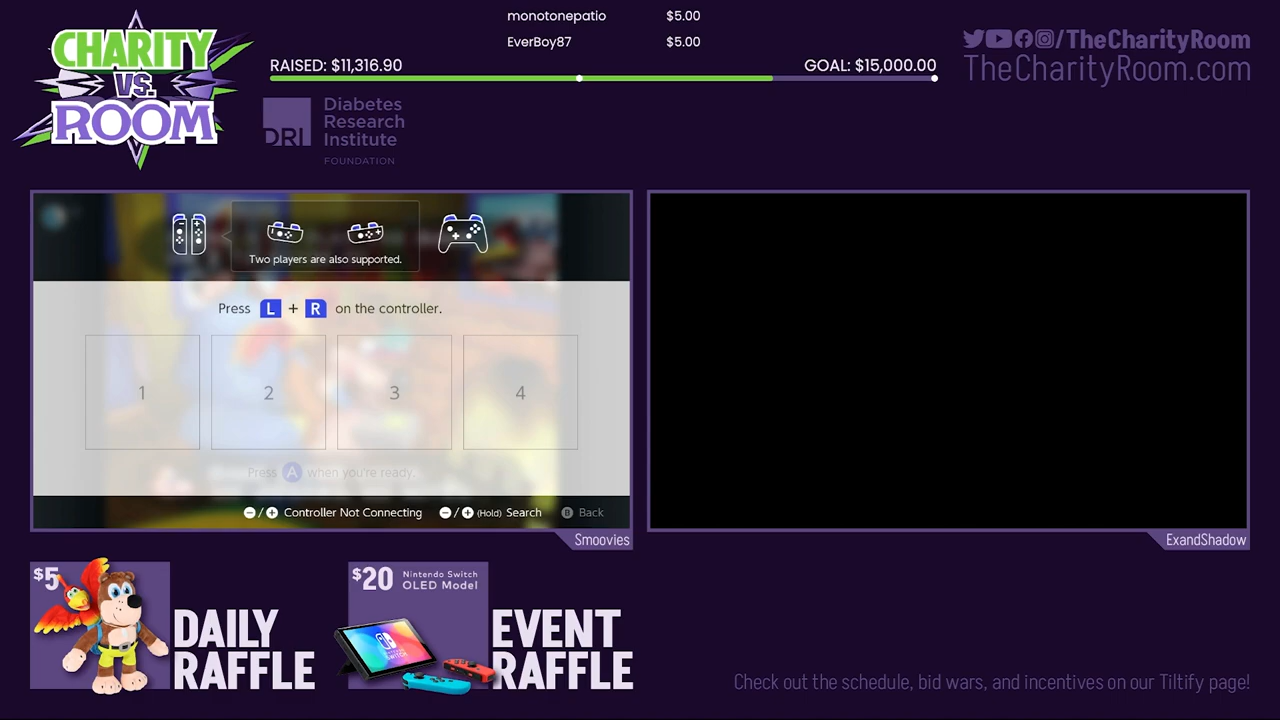 CHARITY
VS.
ROOM
monotonepatio $5.00
EverBoy87 $5.00
RAISED: $11,316.90 GOAL: $15,000.00
/TheCharityRoom
TheCharityRoom.com
DRI
Diabetes
Research
Institute
FOUNDATION
Two players are also supported.
Press L + R on the controller.
1 2 3 4
Press A when you're ready.
−/+ Controller Not Connecting −/+ (Hold) Search B Back
Smoovies
ExandShadow
$5
DAILY
RAFFLE
$20 Nintendo Switch
OLED Model
EVENT
RAFFLE
Check out the schedule, bid wars, and incentives on our Tiltify page!